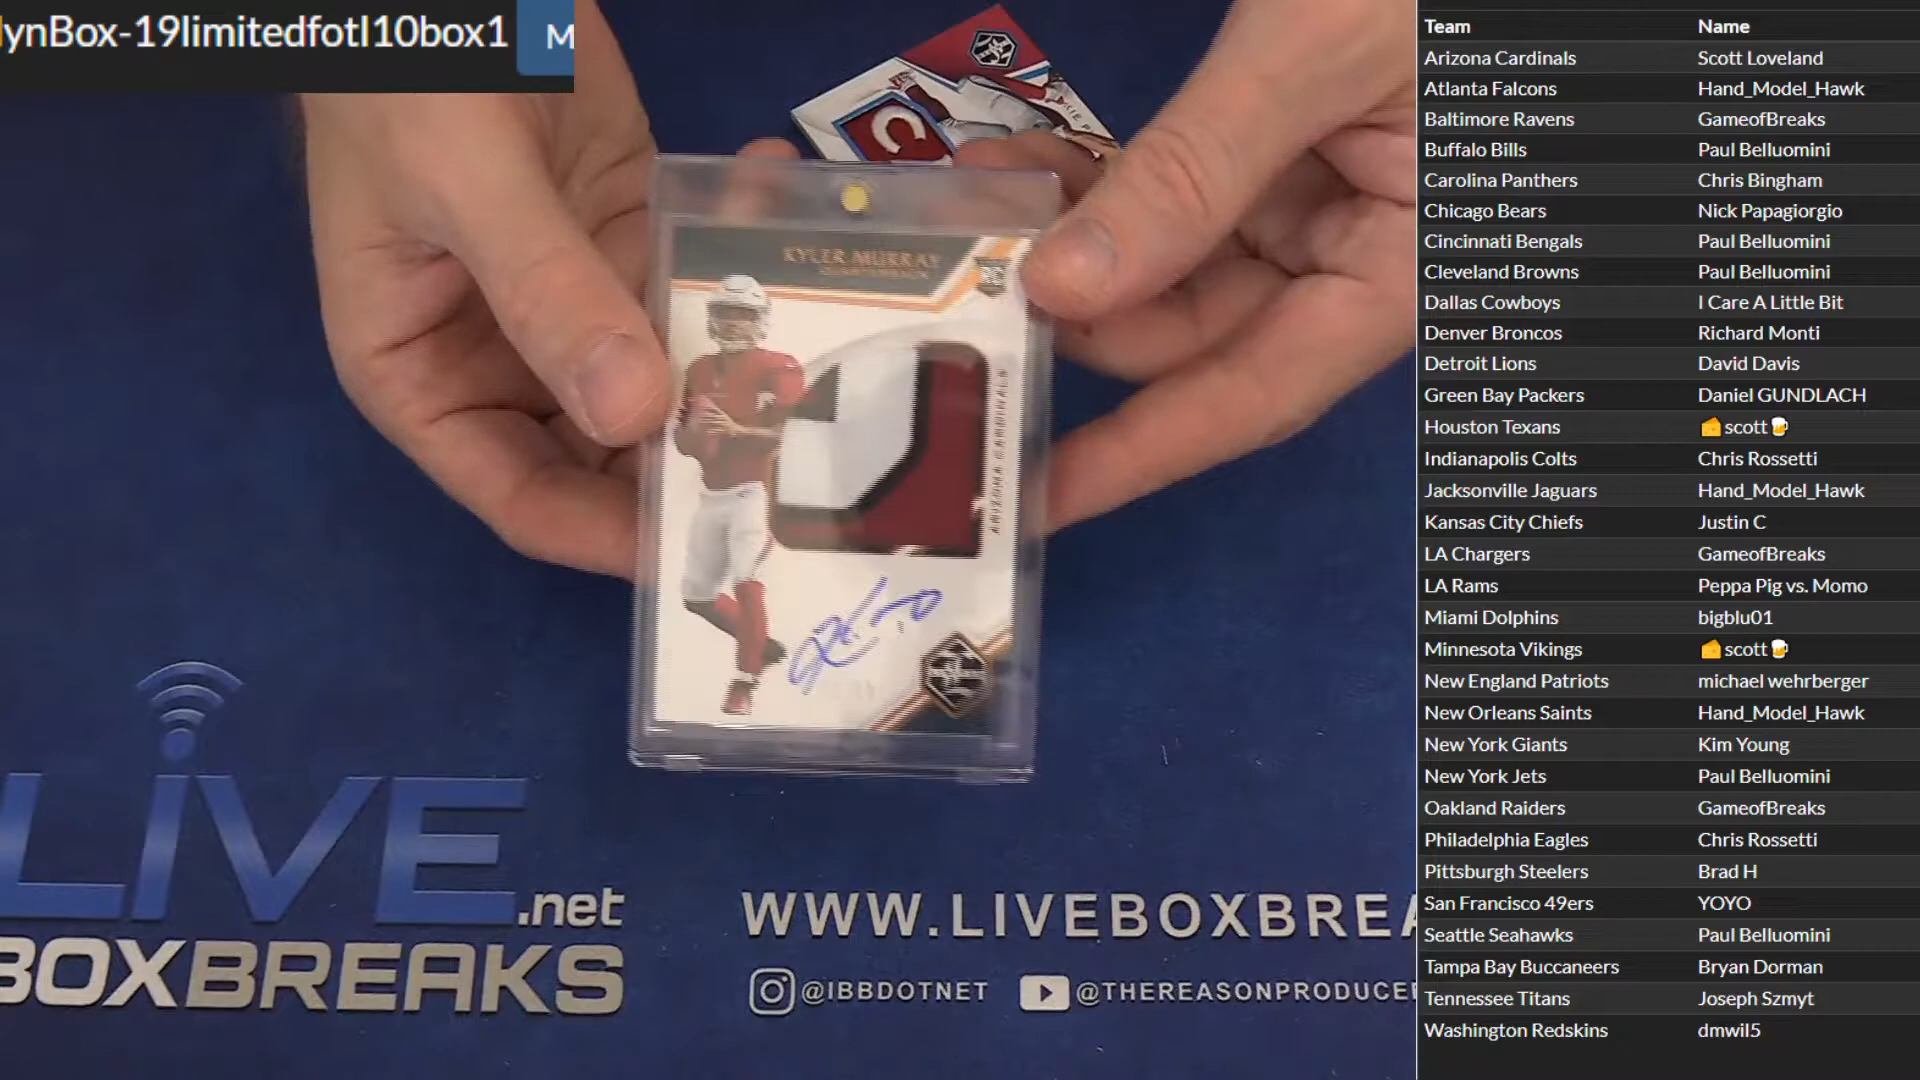 lynBox-19limitedfotl10box1
M
KYLER MURRAY
QUARTERBACK
RC
ARIZONA CARDINALS
C
LIVE.net
BOXBREAKS
WWW.LIVEBOXBREA
@IBBDOTNET @THEREASONPRODUCE
Team Name
Arizona Cardinals Scott Loveland
Atlanta Falcons Hand_Model_Hawk
Baltimore Ravens GameofBreaks
Buffalo Bills Paul Belluomini
Carolina Panthers Chris Bingham
Chicago Bears Nick Papagiorgio
Cincinnati Bengals Paul Belluomini
Cleveland Browns Paul Belluomini
Dallas Cowboys I Care A Little Bit
Denver Broncos Richard Monti
Detroit Lions David Davis
Green Bay Packers Daniel GUNDLACH
Houston Texans 🧀scott🍺
Indianapolis Colts Chris Rossetti
Jacksonville Jaguars Hand_Model_Hawk
Kansas City Chiefs Justin C
LA Chargers GameofBreaks
LA Rams Peppa Pig vs. Momo
Miami Dolphins bigblu01
Minnesota Vikings 🧀scott🍺
New England Patriots michael wehrberger
New Orleans Saints Hand_Model_Hawk
New York Giants Kim Young
New York Jets Paul Belluomini
Oakland Raiders GameofBreaks
Philadelphia Eagles Chris Rossetti
Pittsburgh Steelers Brad H
San Francisco 49ers YOYO
Seattle Seahawks Paul Belluomini
Tampa Bay Buccaneers Bryan Dorman
Tennessee Titans Joseph Szmyt
Washington Redskins dmwil5